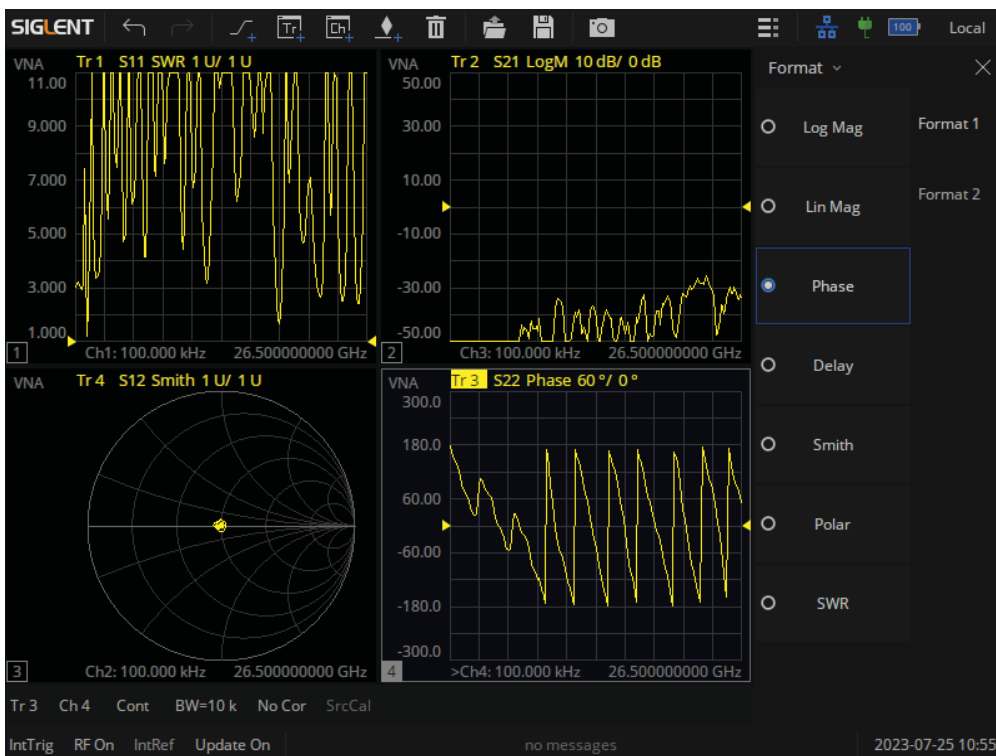 SIGLENT Tr Ch 100 Local
VNA Tr 1 S11 SWR 1 U/ 1 U
11.00
9.000
7.000
5.000
3.000
1.000
1 Ch1: 100.000 kHz 26.500000000 GHz
VNA Tr 2 S21 LogM 10 dB/ 0 dB
50.00
30.00
10.00
-10.00
-30.00
-50.00
2 Ch3: 100.000 kHz 26.500000000 GHz
VNA Tr 4 S12 Smith 1 U/ 1 U
3 Ch2: 100.000 kHz 26.500000000 GHz
VNA Tr 3 S22 Phase 60 °/ 0 °
300.0
180.0
60.00
-60.00
-180.0
-300.0
4 >Ch4: 100.000 kHz 26.500000000 GHz
Format
Log Mag
Lin Mag
Phase
Delay
Smith
Polar
SWR
Format 1
Format 2
Tr 3 Ch 4 Cont BW=10 k No Cor SrcCal
IntTrig RF On IntRef Update On no messages 2023-07-25 10:55